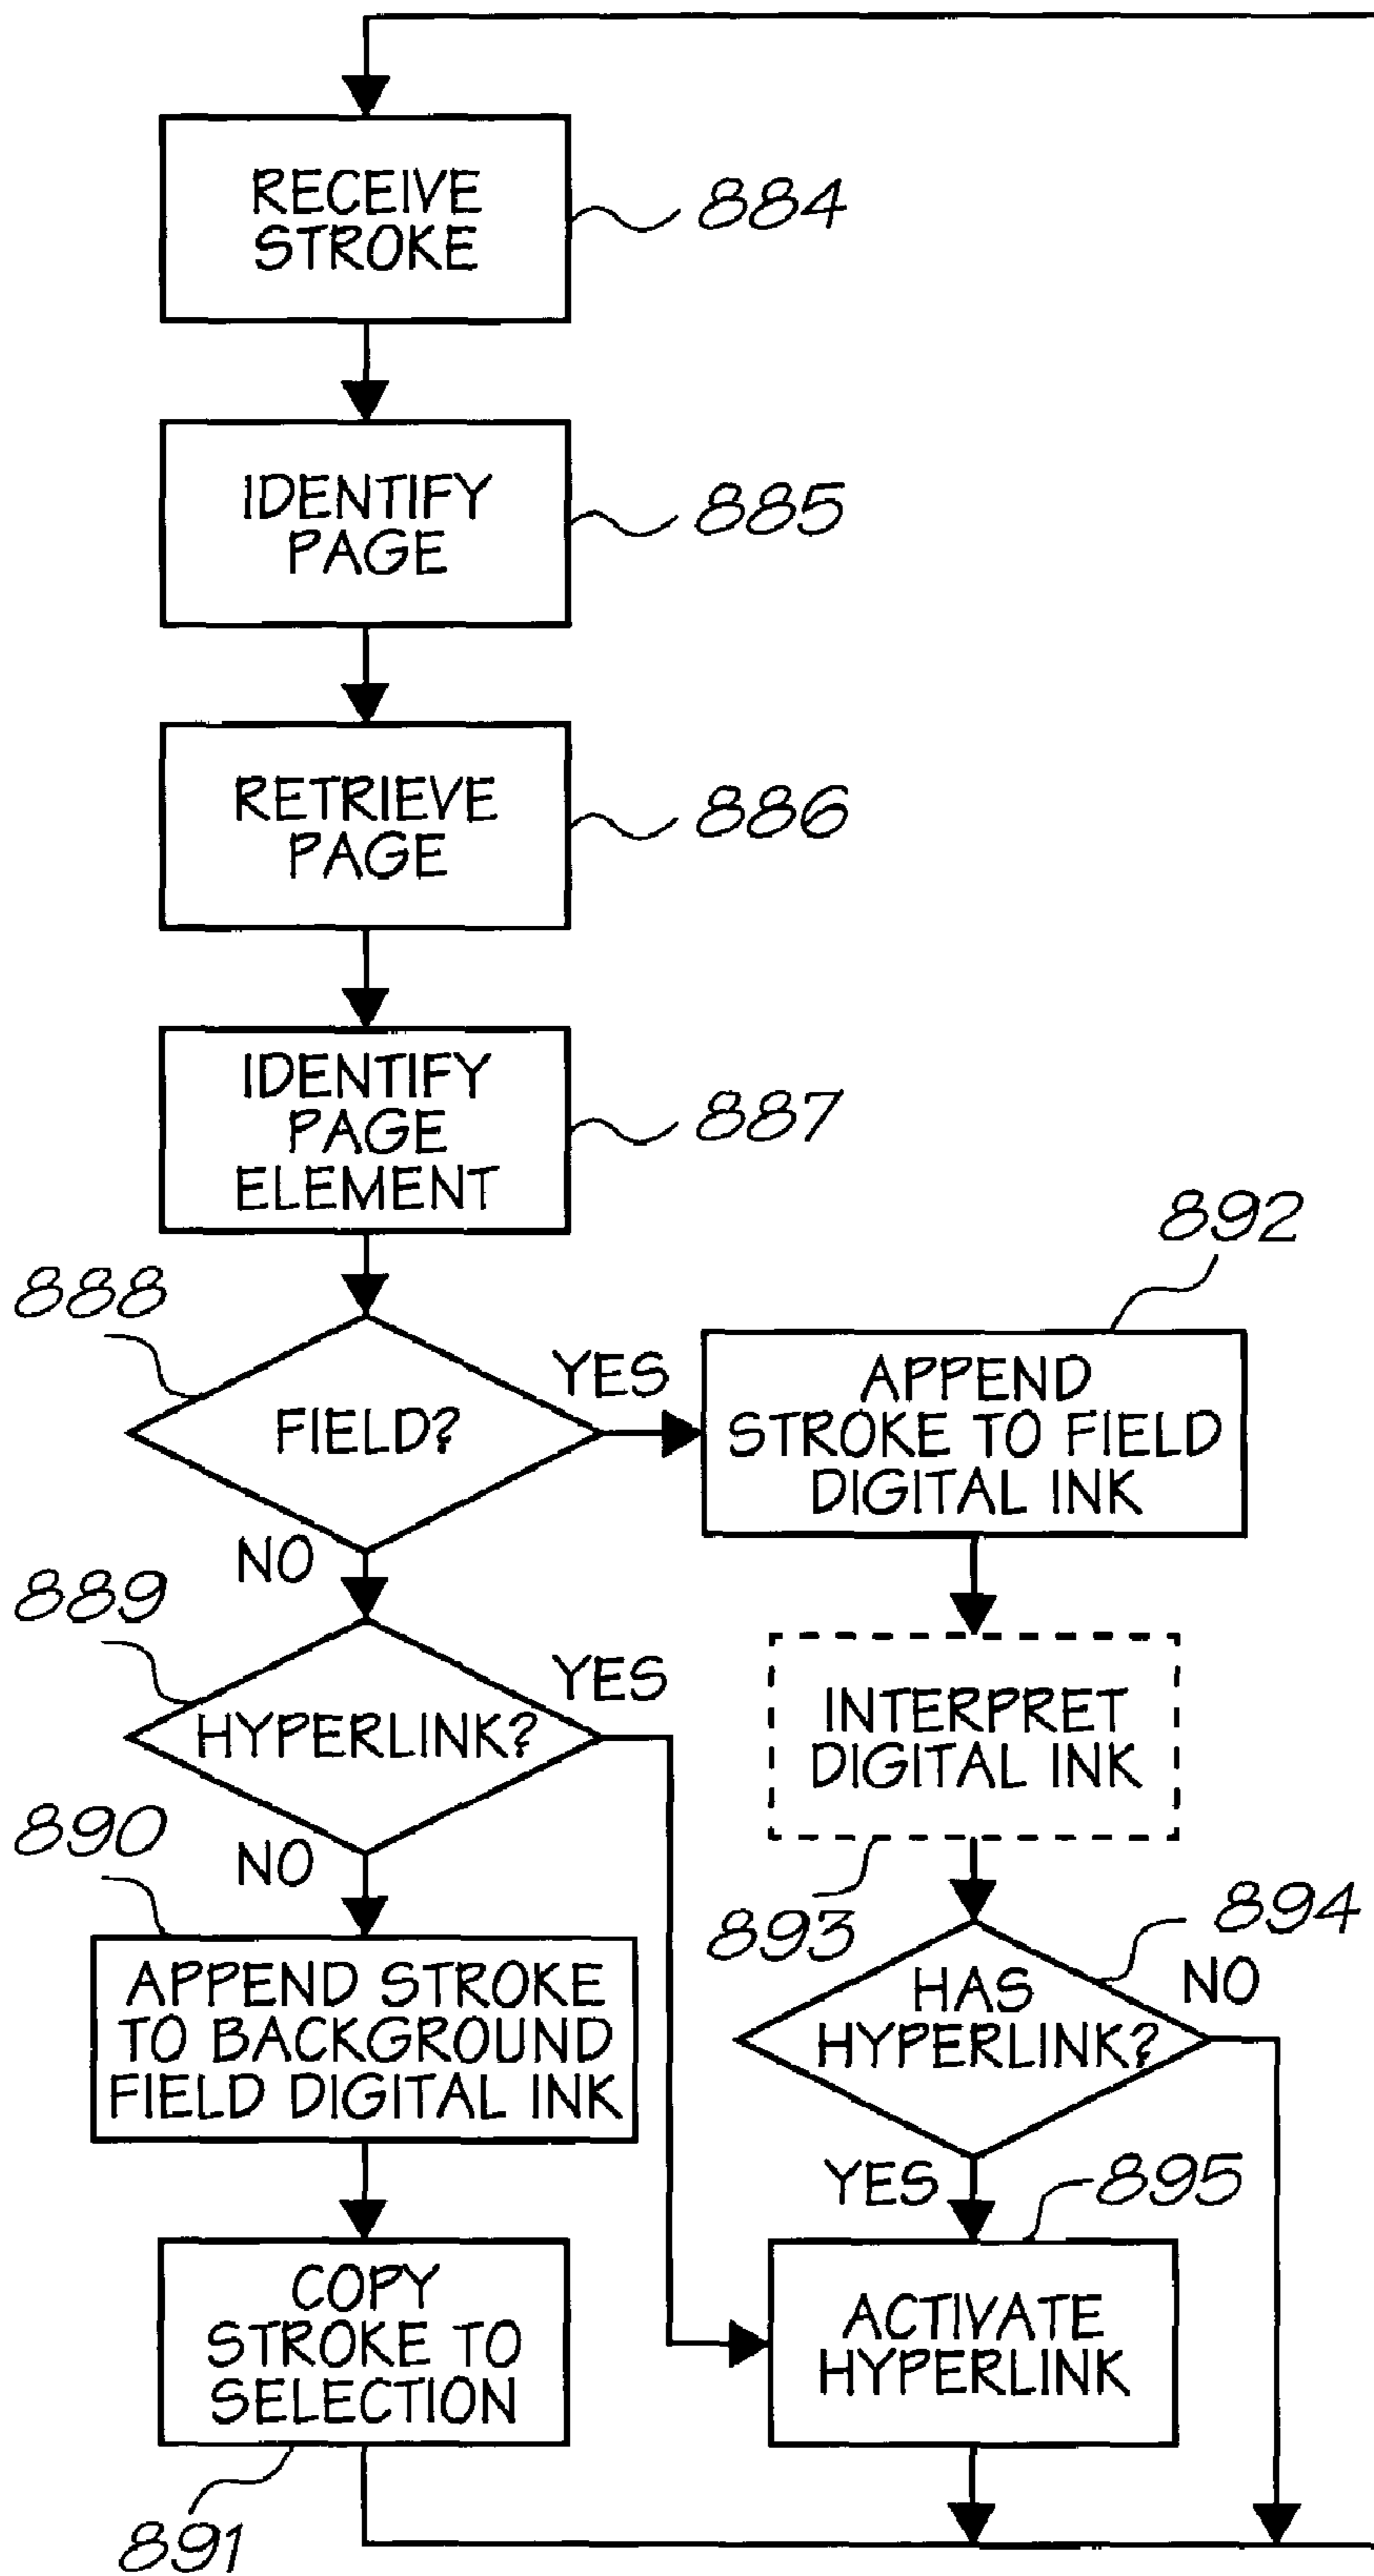 RECEIVE
STROKE
884
IDENTIFY
PAGE
885
RETRIEVE
PAGE
886
IDENTIFY
PAGE
ELEMENT
887
888
FIELD?
YES
NO
892
APPEND
STROKE TO FIELD
DIGITAL INK
889
HYPERLINK?
YES
NO
INTERPRET
DIGITAL INK
893
890
APPEND STROKE
TO BACKGROUND
FIELD DIGITAL INK
894
HAS
HYPERLINK?
NO
YES
895
COPY
STROKE TO
SELECTION
891
ACTIVATE
HYPERLINK